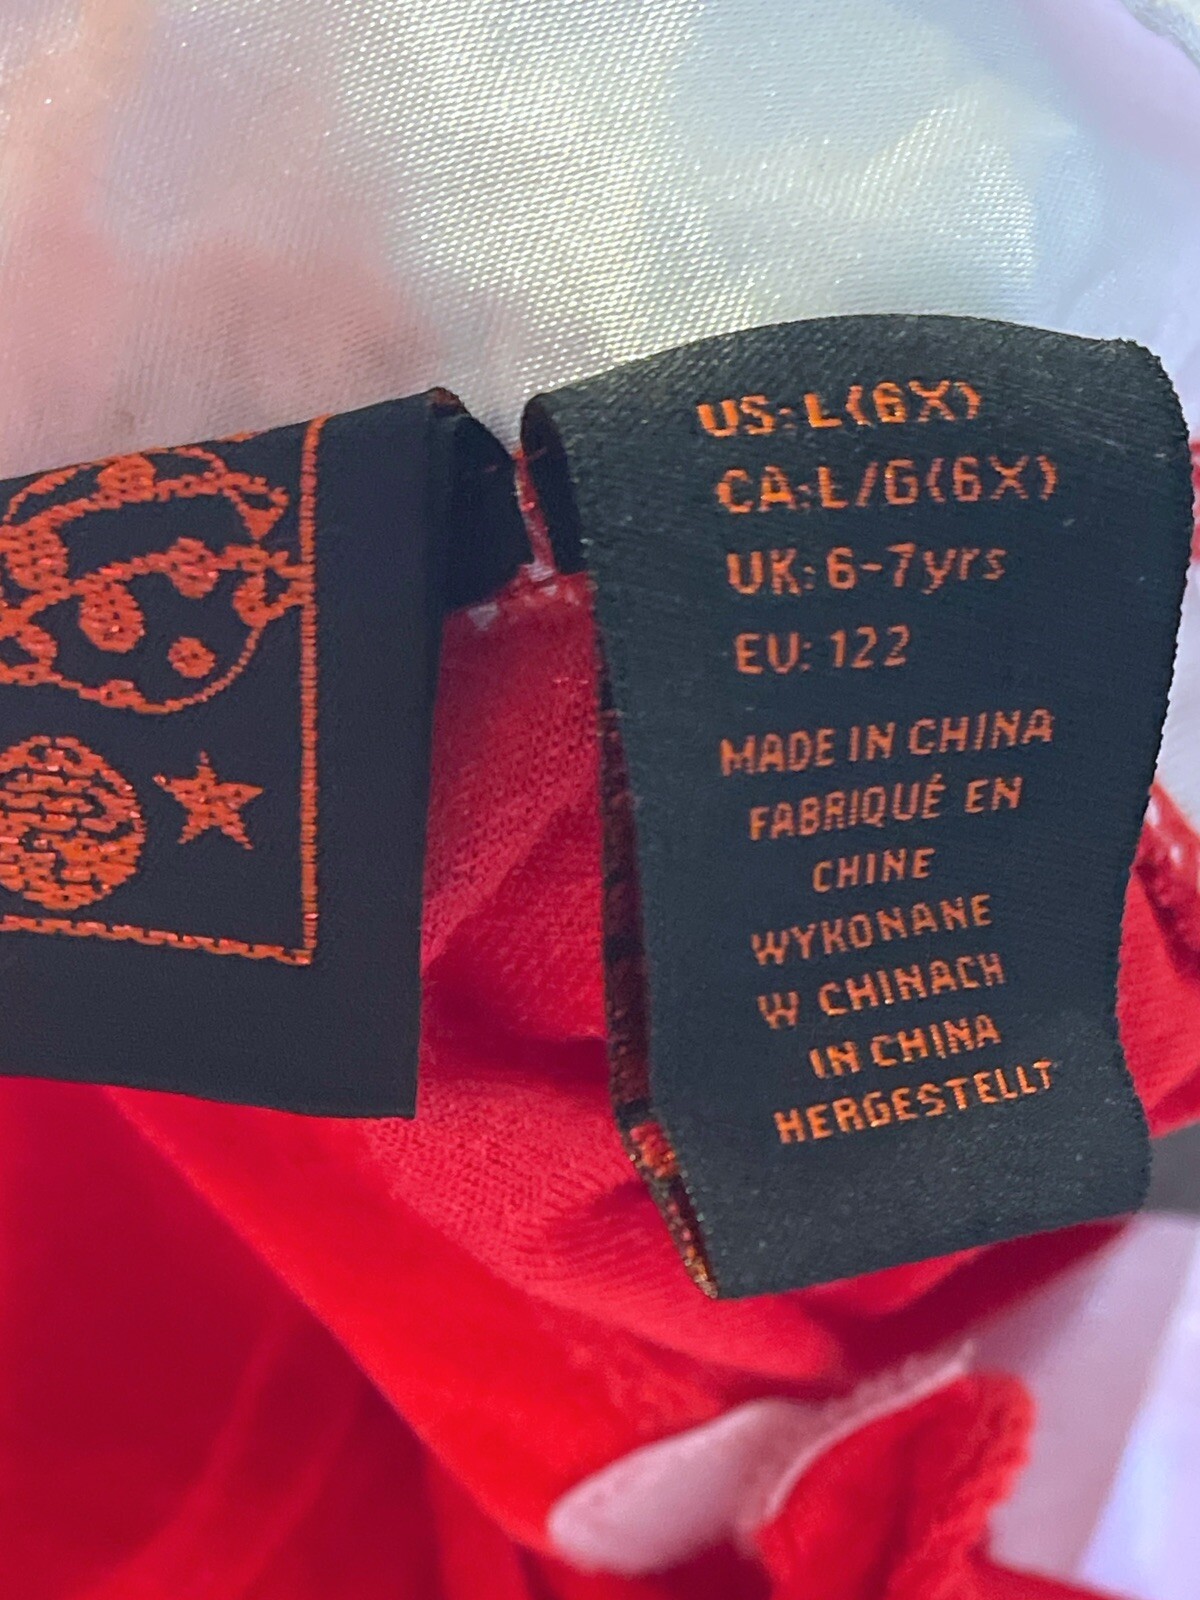 US: L(6X)
CA: L/G(6X)
UK: 6-7yrs
EU: 122
MADE IN CHINA
FABRIQUÉ EN
CHINE
WYKONANE
W CHINACH
IN CHINA
HERGESTELLT